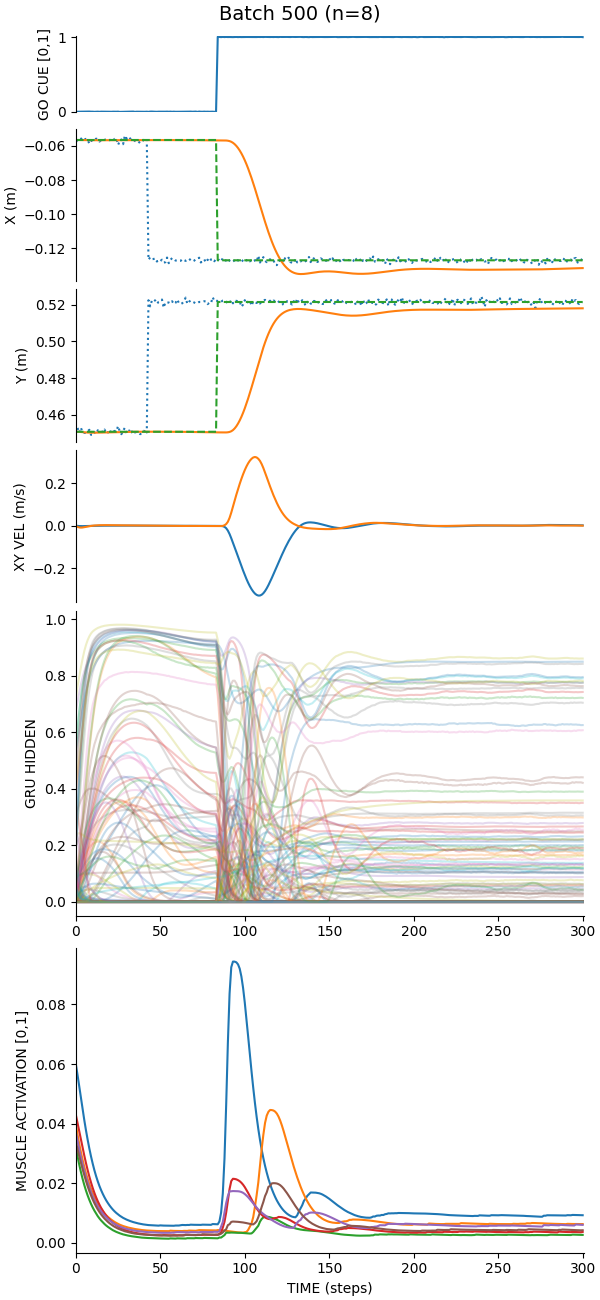 Batch 500 (n=8)
GO CUE [0,1]
1
0
X (m)
−0.06
−0.08
−0.10
−0.12
Y (m)
0.52
0.50
0.48
0.46
XY VEL (m/s)
0.2
0.0
−0.2
GRU HIDDEN
1.0
0.8
0.6
0.4
0.2
0.0
0 50 100 150 200 250 300
MUSCLE ACTIVATION [0,1]
0.08
0.06
0.04
0.02
0.00
0 50 100 150 200 250 300
TIME (steps)